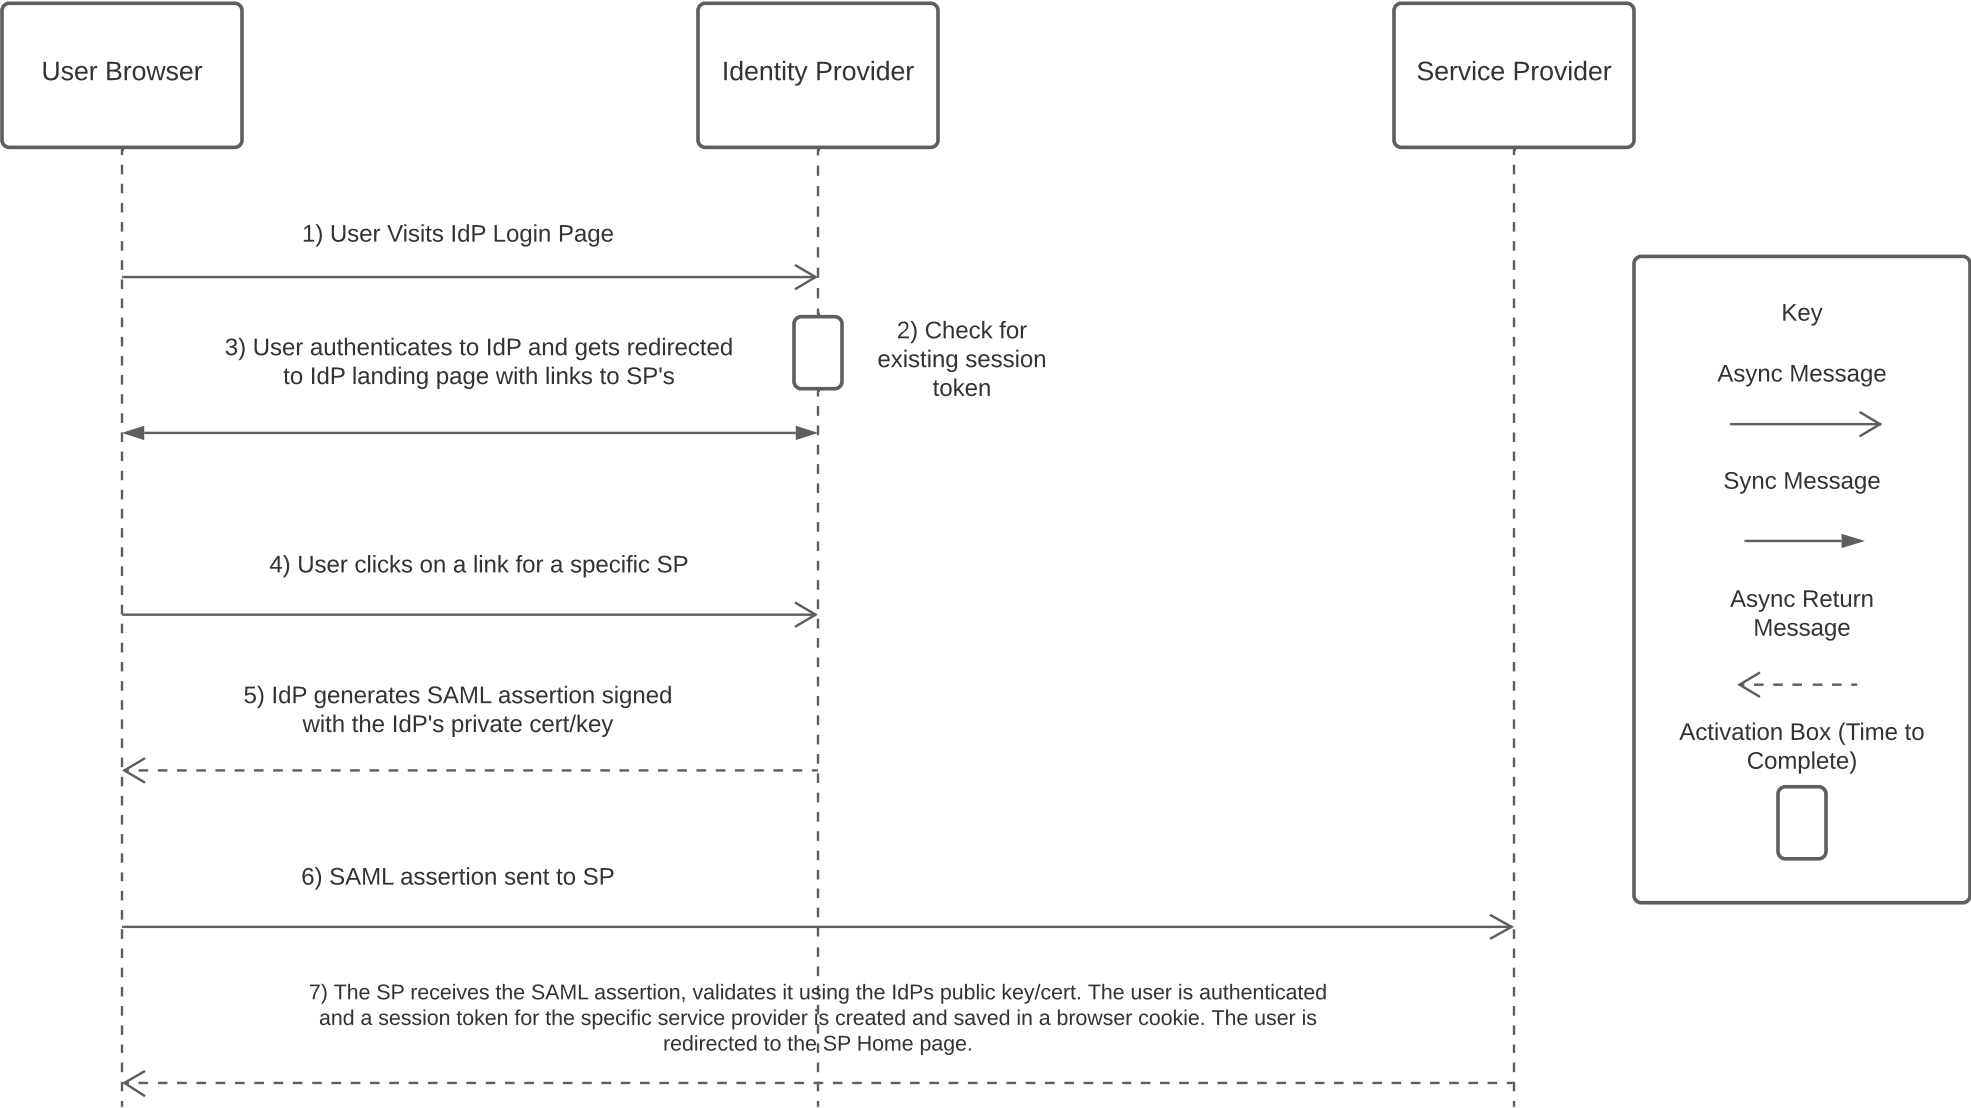 User Browser
Identity Provider
Service Provider
1) User Visits IdP Login Page
2) Check for
existing session
token
3) User authenticates to IdP and gets redirected
to IdP landing page with links to SP's
4) User clicks on a link for a specific SP
5) IdP generates SAML assertion signed
with the IdP's private cert/key
6) SAML assertion sent to SP
7) The SP receives the SAML assertion, validates it using the IdPs public key/cert. The user is authenticated
and a session token for the specific service provider is created and saved in a browser cookie. The user is
redirected to the SP Home page.
Key
Async Message
Sync Message
Async Return
Message
Activation Box (Time to
Complete)